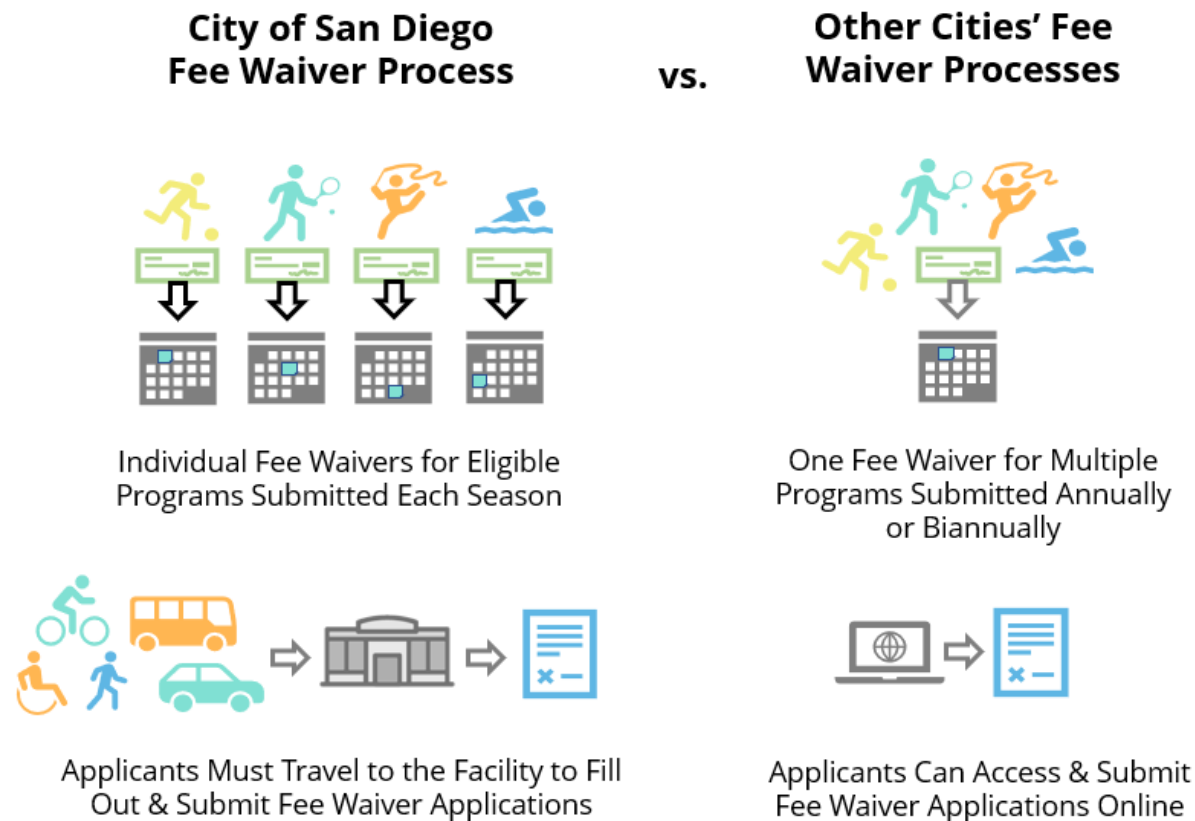 City of San Diego
Fee Waiver Process
vs.
Other Cities’ Fee
Waiver Processes
Individual Fee Waivers for Eligible
Programs Submitted Each Season
One Fee Waiver for Multiple
Programs Submitted Annually
or Biannually
Applicants Must Travel to the Facility to Fill
Out & Submit Fee Waiver Applications
Applicants Can Access & Submit
Fee Waiver Applications Online